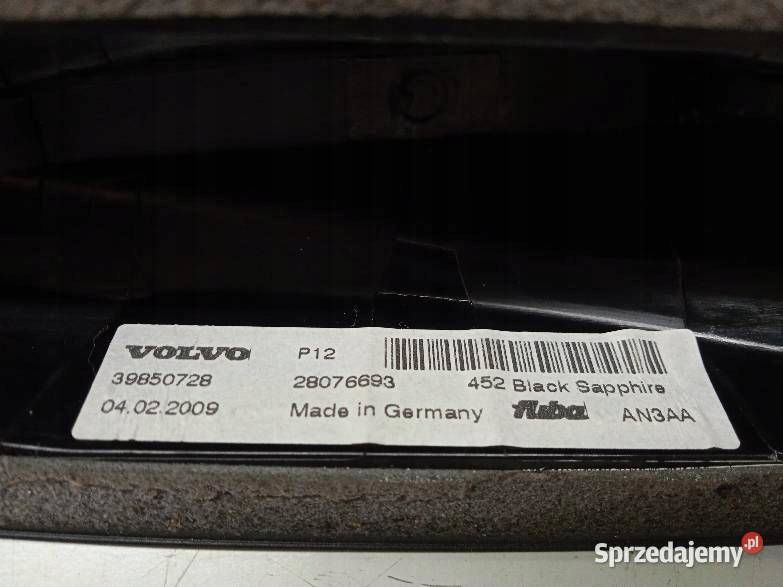 VOLVO P12
39850728 28076693 452 Black Sapphire
04.02.2009 Made in Germany fuba AN3AA
Sprzedajemy.pl